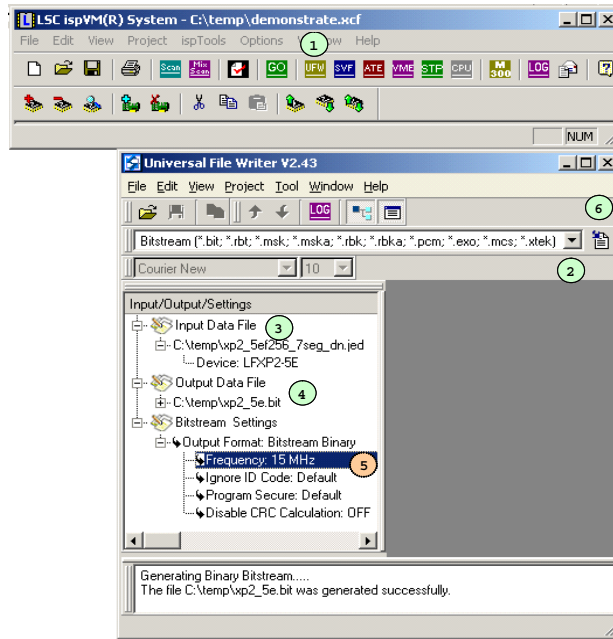 LSC ispVM(R) System - C:\temp\demonstrate.xcf
File Edit View Project ispTools Options Help
1
Scan Mix Scan GO UFW SVF ATE VME STP CPU M 300 LOG
NUM
Universal File Writer V2.43
File Edit View Project Tool Window Help
LOG
6
Bitstream (*.bit; *.rbt; *.msk; *.mska; *.rbk; *.rbka; *.pcm; *.exo; *.mcs; *.xtek)
Courier New 10
2
Input/Output/Settings
Input Data File
3
C:\temp\xp2_5ef256_7seg_dn.jed
Device: LFXP2-5E
Output Data File
4
C:\temp\xp2_5e.bit
Bitstream Settings
Output Format: Bitstream Binary
Frequency: 15 MHz
5
Ignore ID Code: Default
Program Secure: Default
Disable CRC Calculation: OFF
Generating Binary Bitstream.....
The file C:\temp\xp2_5e.bit was generated successfully.